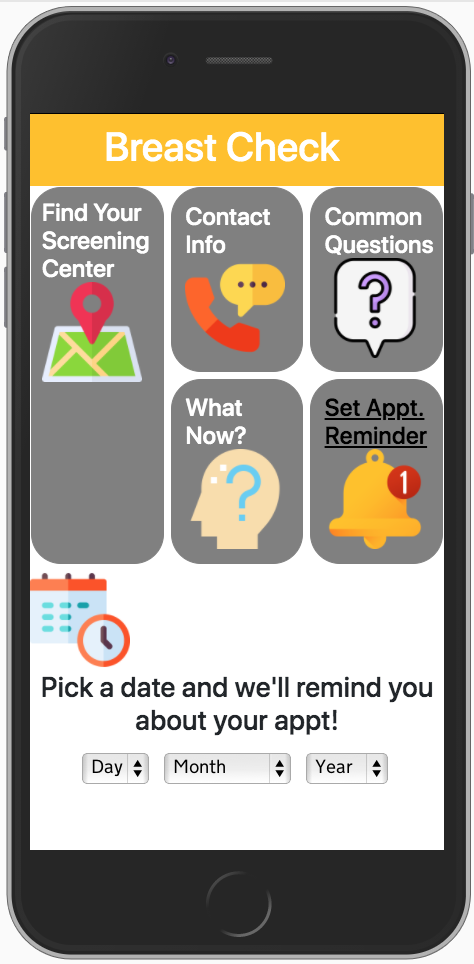 Breast Check
Find Your
Screening
Center
Contact
Info
Common
Questions
?
What
Now?
?
Set Appt.
Reminder
1
Pick a date and we'll remind you
about your appt!
Day Month Year